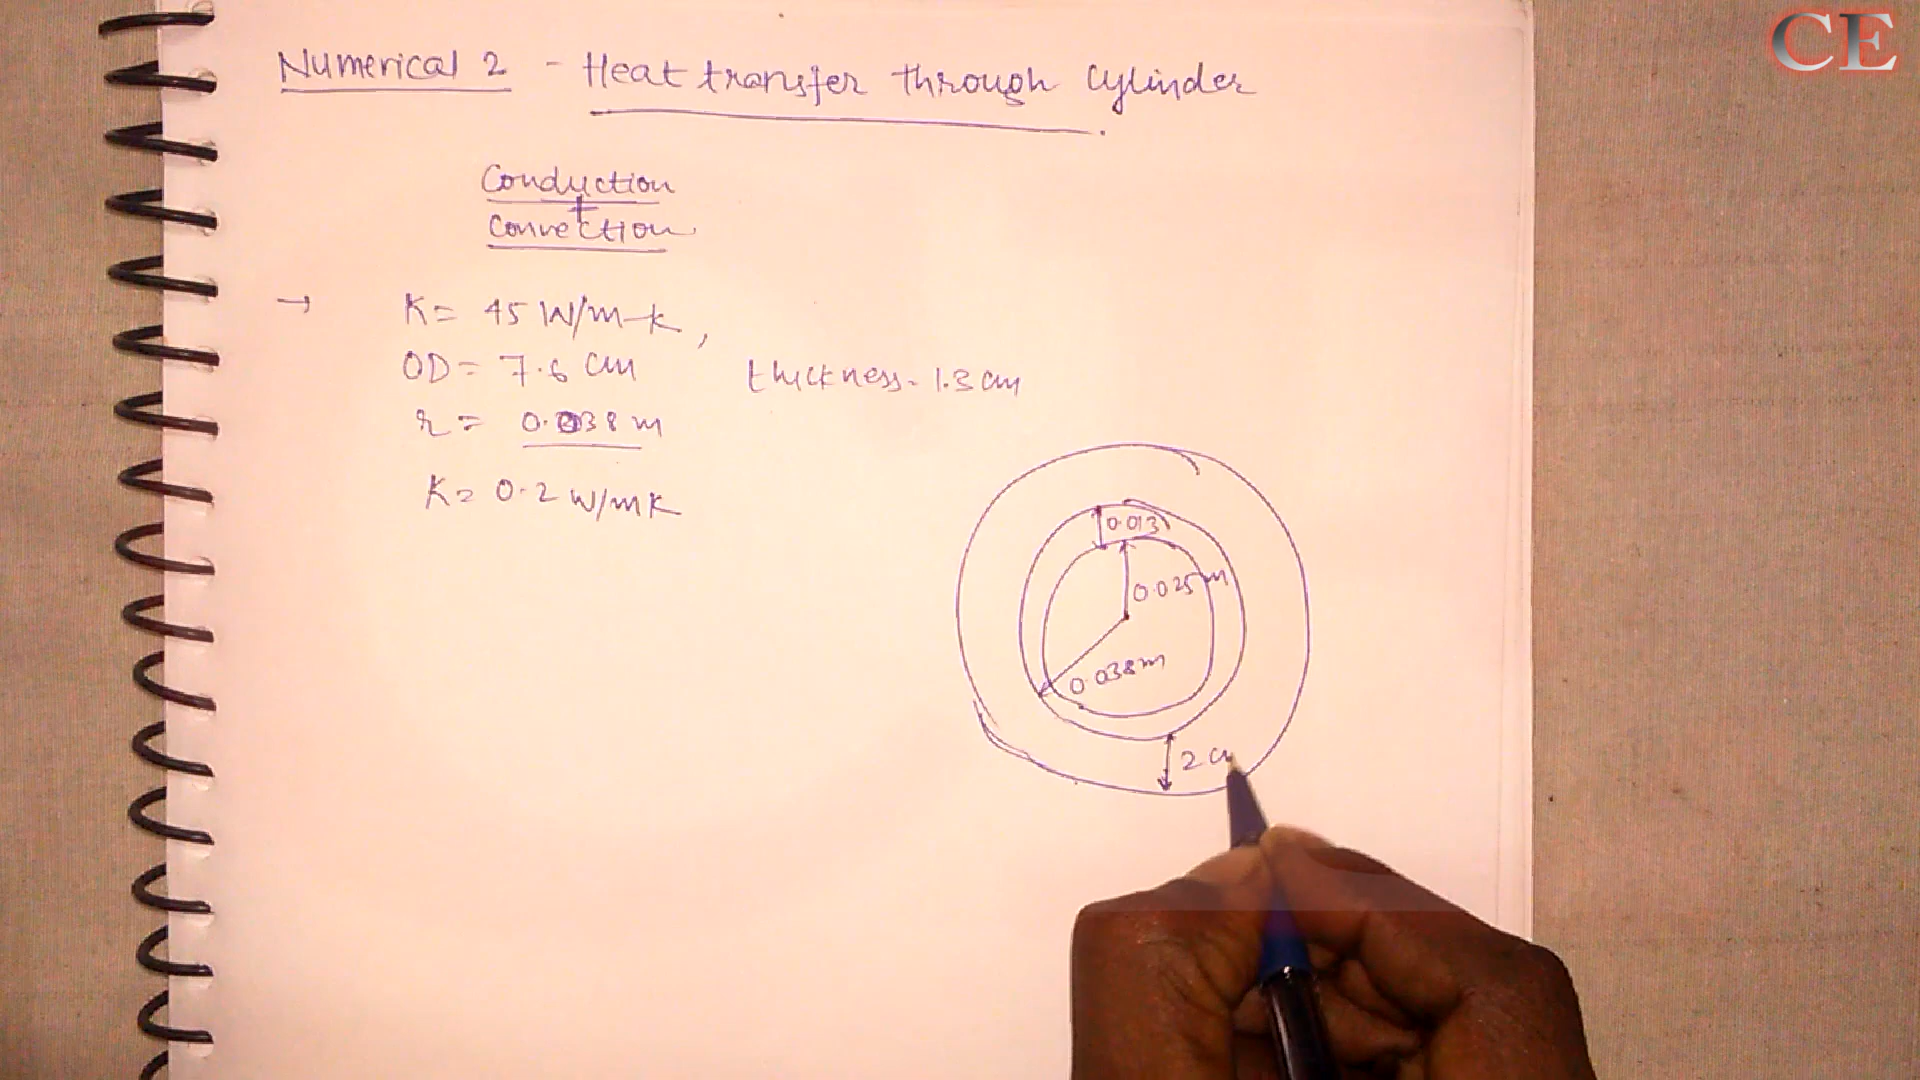 CE
Numerical 2 - Heat transfer through Cylinder
Conduction
+
Convection
→ K = 45 W/m-k,
OD = 7.6 cm thickness - 1.3 cm
r = 0.038 m
K = 0.2 W/mK
0.013
0.025 m
0.038 m
2 c